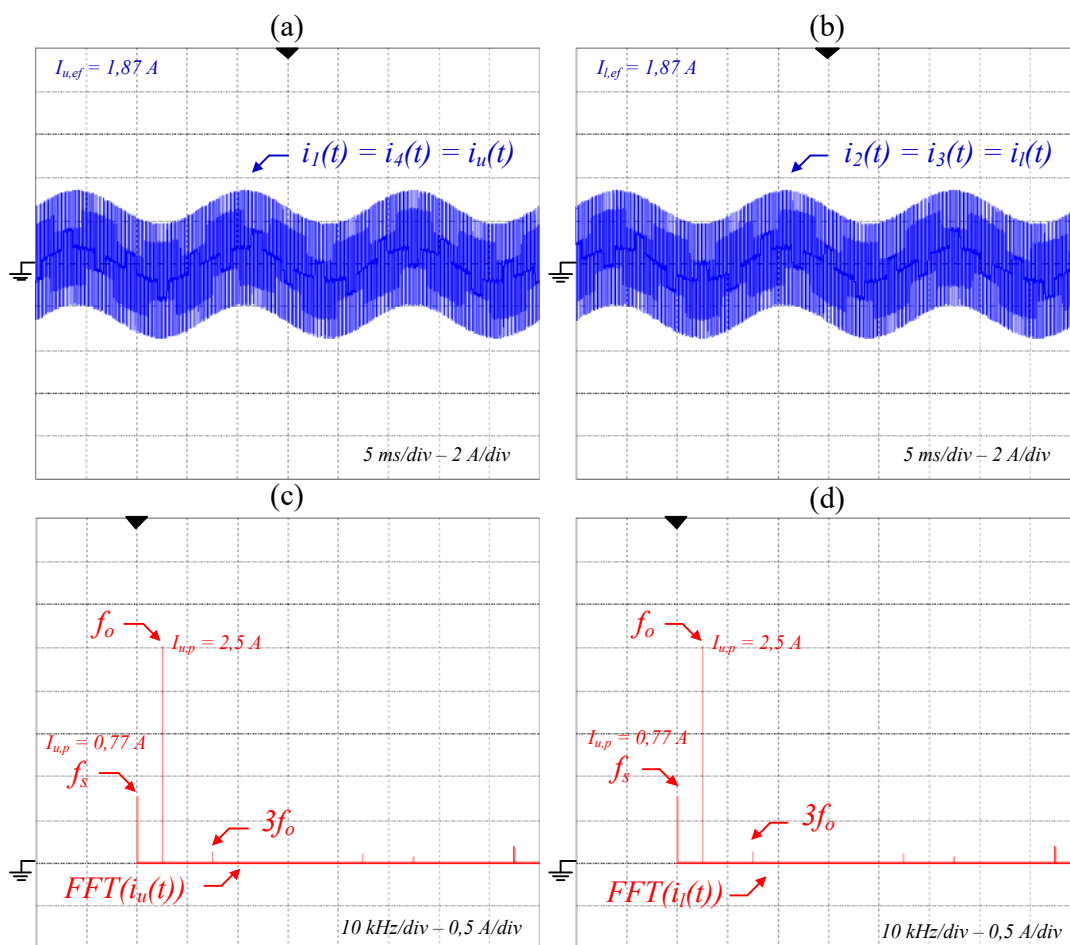 (a)
I_{u,ef} = 1,87 A
i_1(t) = i_4(t) = i_u(t)
5 ms/div – 2 A/div
(b)
I_{l,ef} = 1,87 A
i_2(t) = i_3(t) = i_l(t)
5 ms/div – 2 A/div
(c)
f_o
I_{u,p} = 2,5 A
I_{u,p} = 0,77 A
f_s
3f_o
FFT(i_u(t))
10 kHz/div – 0,5 A/div
(d)
f_o
I_{u,p} = 2,5 A
I_{u,p} = 0,77 A
f_s
3f_o
FFT(i_l(t))
10 kHz/div – 0,5 A/div